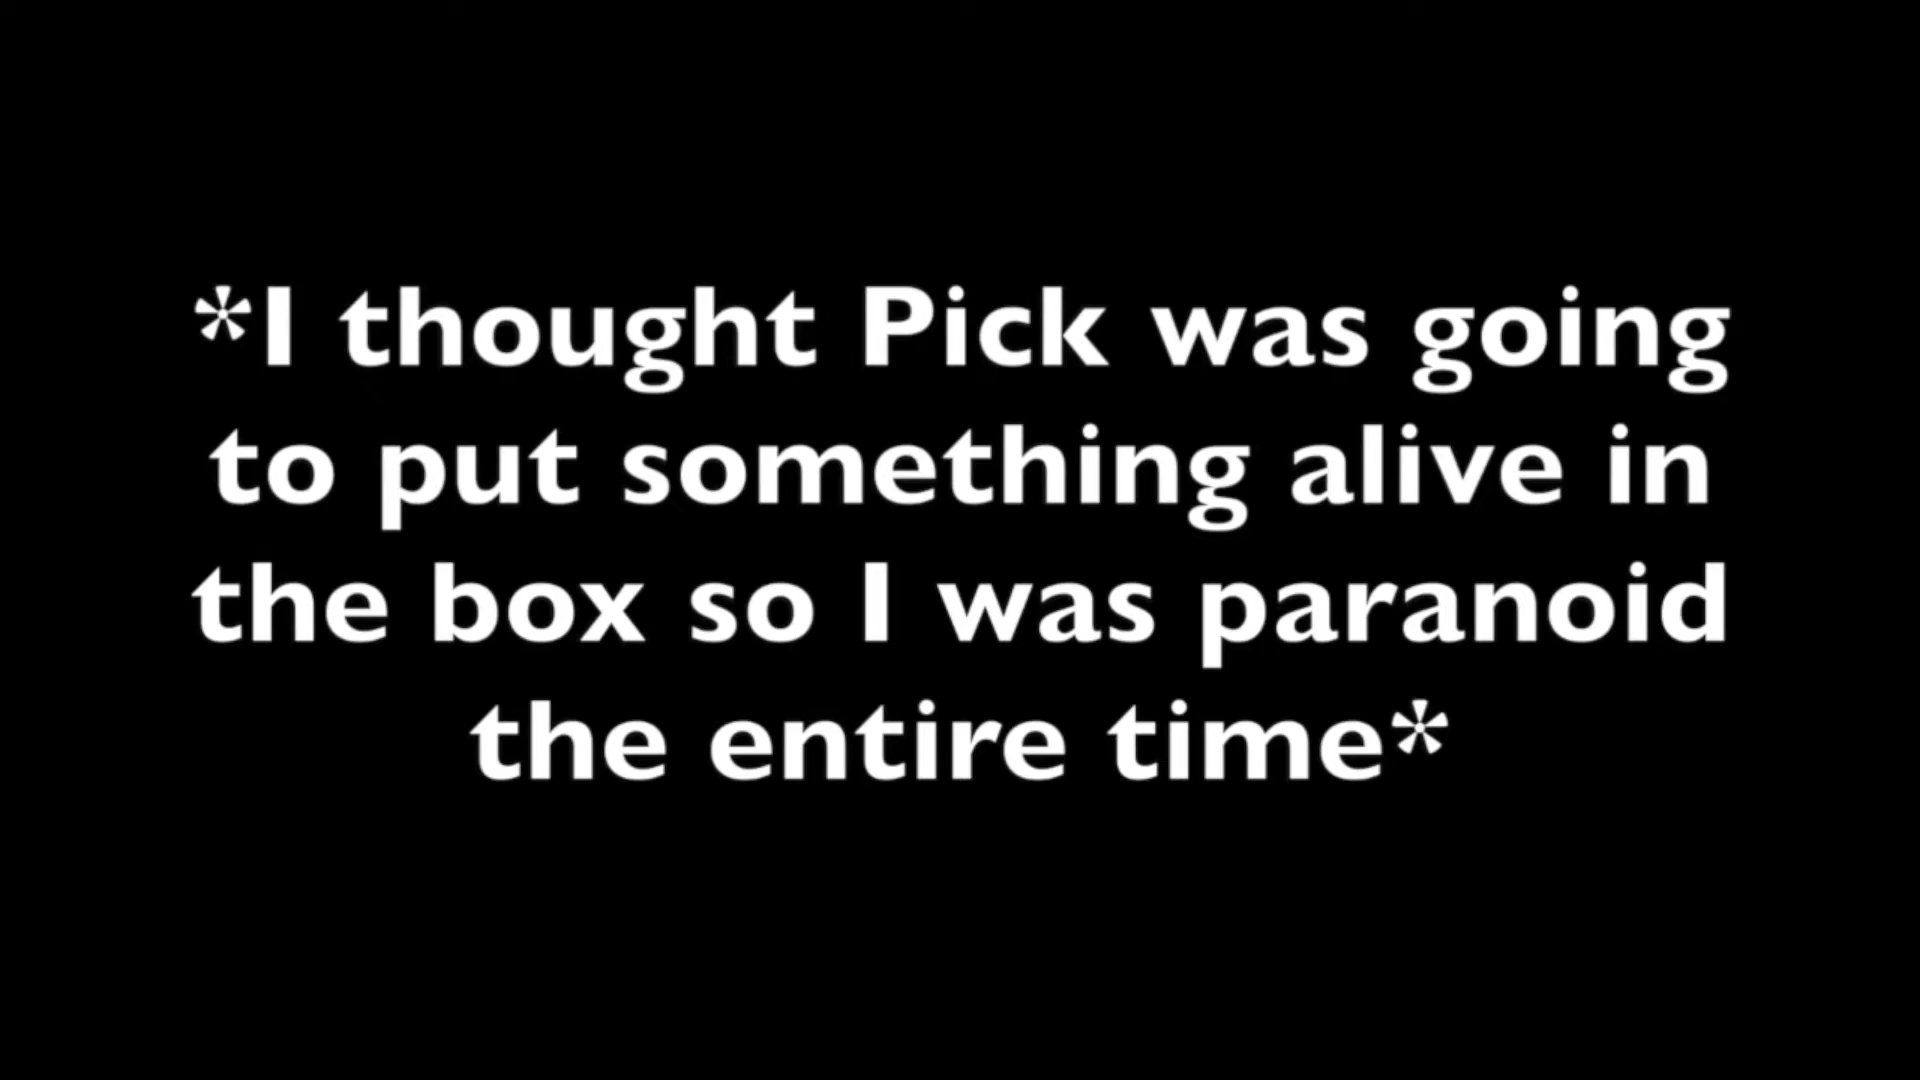 *I thought Pick was going
to put something alive in
the box so I was paranoid
the entire time*